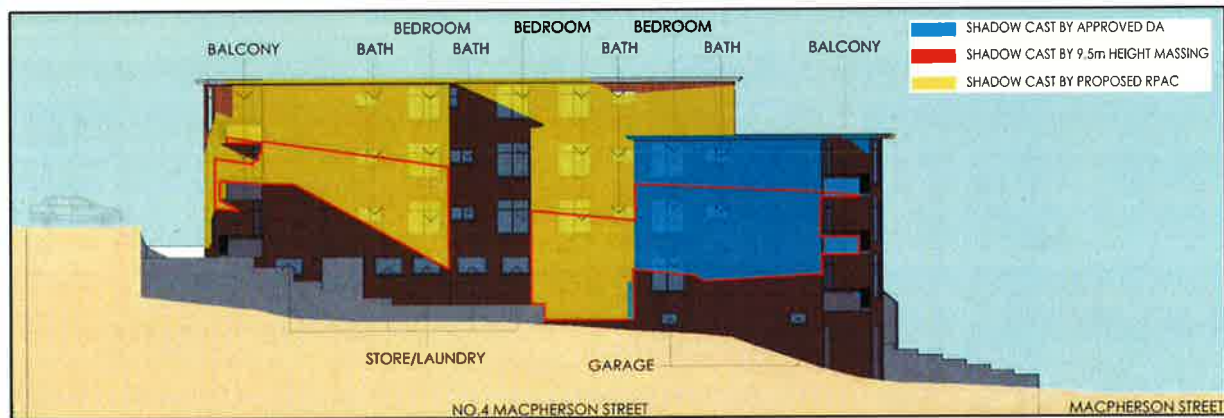 BEDROOM BEDROOM BEDROOM
BALCONY BATH BATH BATH BATH BALCONY
SHADOW CAST BY APPROVED DA
SHADOW CAST BY 9.5m HEIGHT MASSING
SHADOW CAST BY PROPOSED RPAC
STORE/LAUNDRY
GARAGE
NO.4 MACPHERSON STREET
MACPHERSON STREET